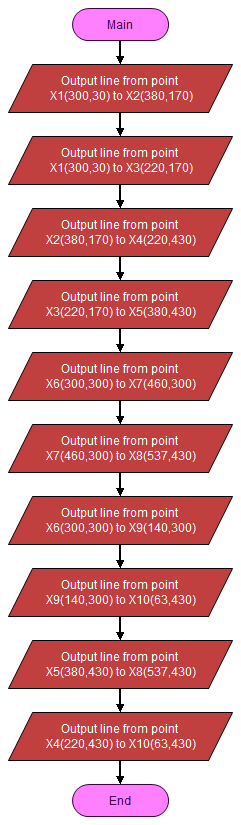 Main
Output line from point
X1(300,30) to X2(380,170)
Output line from point
X1(300,30) to X3(220,170)
Output line from point
X2(380,170) to X4(220,430)
Output line from point
X3(220,170) to X5(380,430)
Output line from point
X6(300,300) to X7(460,300)
Output line from point
X7(460,300) to X8(537,430)
Output line from point
X6(300,300) to X9(140,300)
Output line from point
X9(140,300) to X10(63,430)
Output line from point
X5(380,430) to X8(537,430)
Output line from point
X4(220,430) to X10(63,430)
End